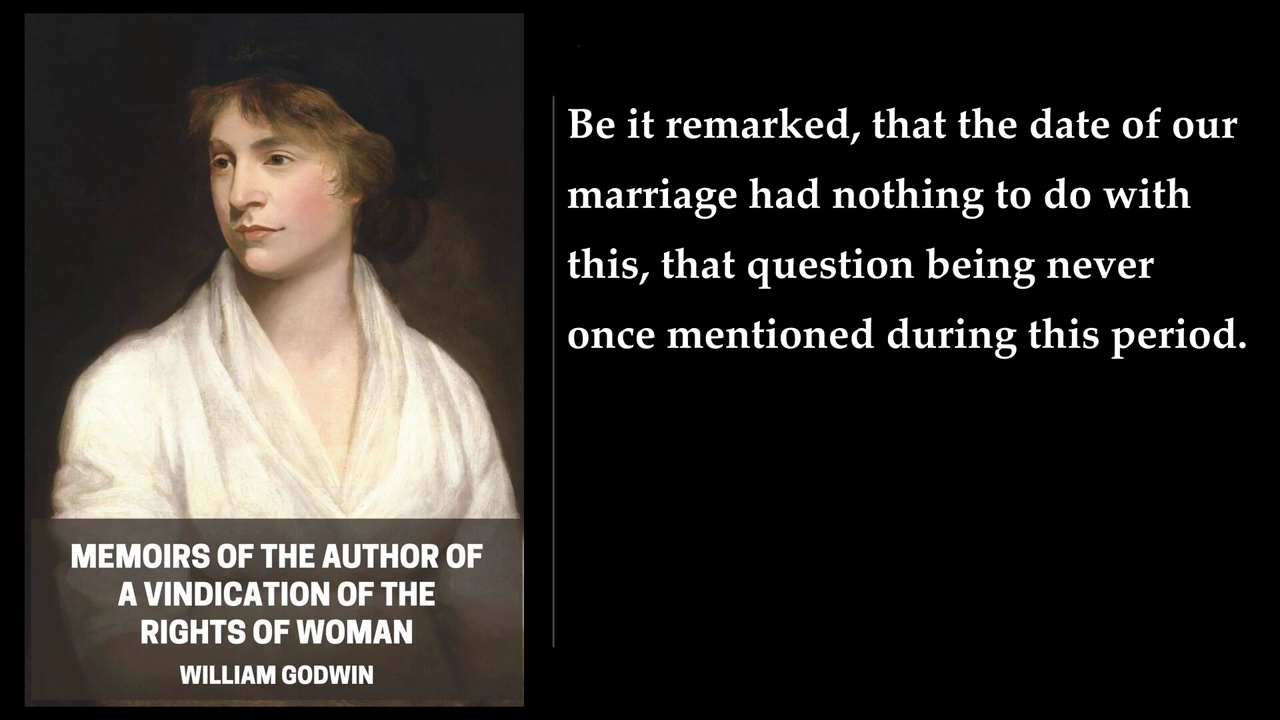 MEMOIRS OF THE AUTHOR OF
A VINDICATION OF THE
RIGHTS OF WOMAN
WILLIAM GODWIN
Be it remarked, that the date of our
marriage had nothing to do with
this, that question being never
once mentioned during this period.